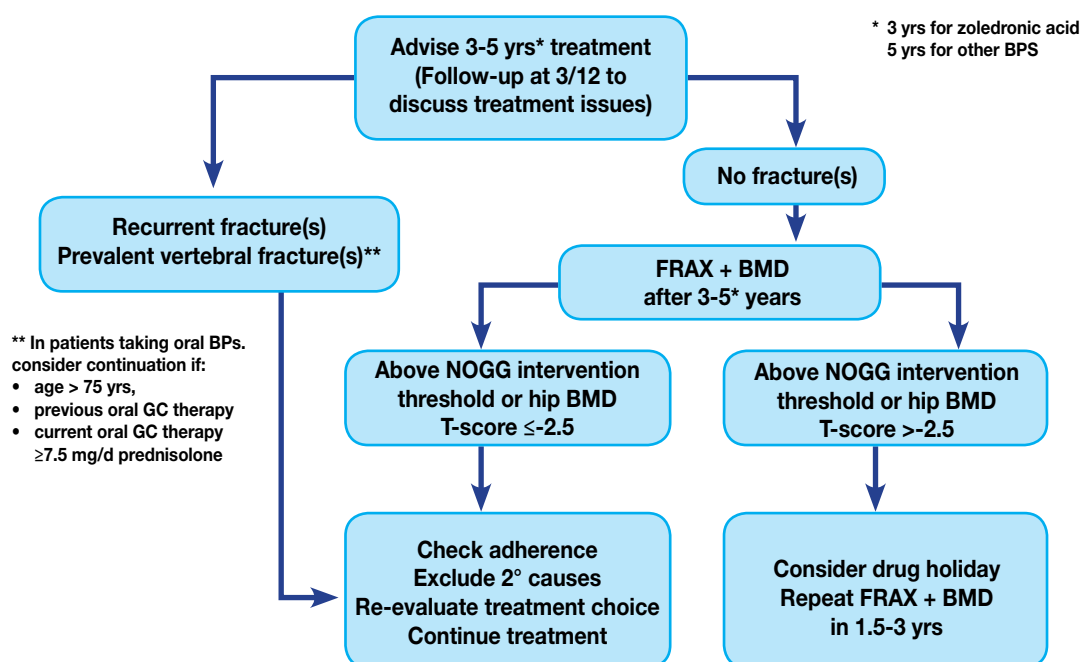 Advise 3-5 yrs* treatment
(Follow-up at 3/12 to
discuss treatment issues)
* 3 yrs for zoledronic acid
5 yrs for other BPS
No fracture(s)
Recurrent fracture(s)
Prevalent vertebral fracture(s)**
FRAX + BMD
after 3-5* years
** In patients taking oral BPs.
consider continuation if:
• age > 75 yrs,
• previous oral GC therapy
• current oral GC therapy
≥7.5 mg/d prednisolone
Above NOGG intervention
threshold or hip BMD
T-score ≤-2.5
Above NOGG intervention
threshold or hip BMD
T-score >-2.5
Check adherence
Exclude 2° causes
Re-evaluate treatment choice
Continue treatment
Consider drug holiday
Repeat FRAX + BMD
in 1.5-3 yrs